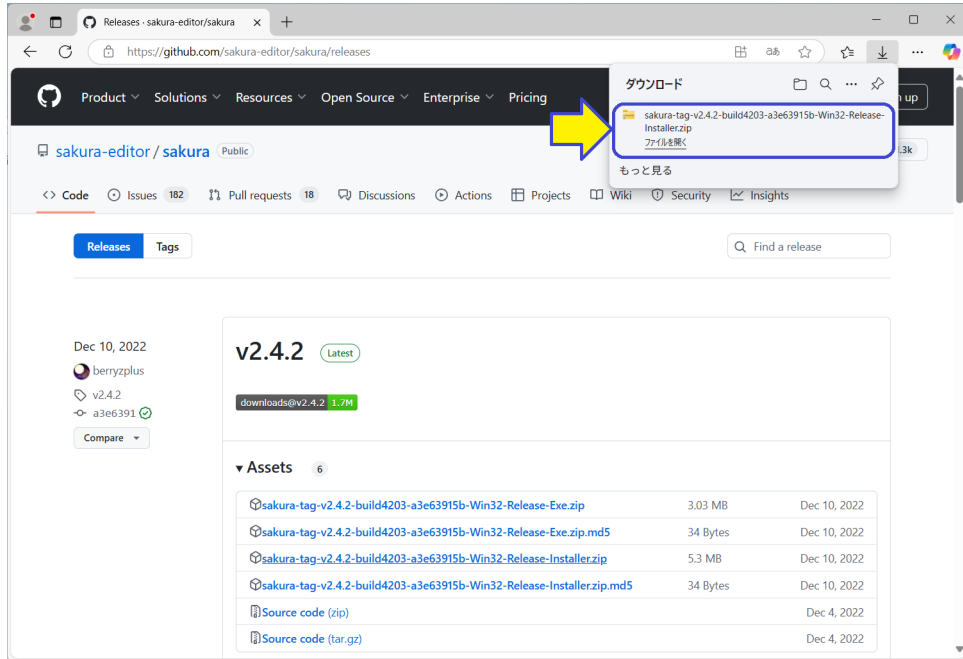 Releases · sakura-editor/sakura
https://github.com/sakura-editor/sakura/releases
aあ
ダウンロード
sakura-tag-v2.4.2-build4203-a3e63915b-Win32-Release-
Installer.zip
ファイルを開く
もっと見る
Product
Solutions
Resources
Open Source
Enterprise
Pricing
n up
sakura-editor / sakura Public
.3k
Code
Issues 182
Pull requests 18
Discussions
Actions
Projects
Wiki
Security
Insights
Releases
Tags
Find a release
Dec 10, 2022
berryzplus
v2.4.2
a3e6391
Compare
v2.4.2 Latest
downloads@v2.4.2 1.7M
Assets 6
sakura-tag-v2.4.2-build4203-a3e63915b-Win32-Release-Exe.zip 3.03 MB Dec 10, 2022
sakura-tag-v2.4.2-build4203-a3e63915b-Win32-Release-Exe.zip.md5 34 Bytes Dec 10, 2022
sakura-tag-v2.4.2-build4203-a3e63915b-Win32-Release-Installer.zip 5.3 MB Dec 10, 2022
sakura-tag-v2.4.2-build4203-a3e63915b-Win32-Release-Installer.zip.md5 34 Bytes Dec 10, 2022
Source code (zip) Dec 4, 2022
Source code (tar.gz) Dec 4, 2022